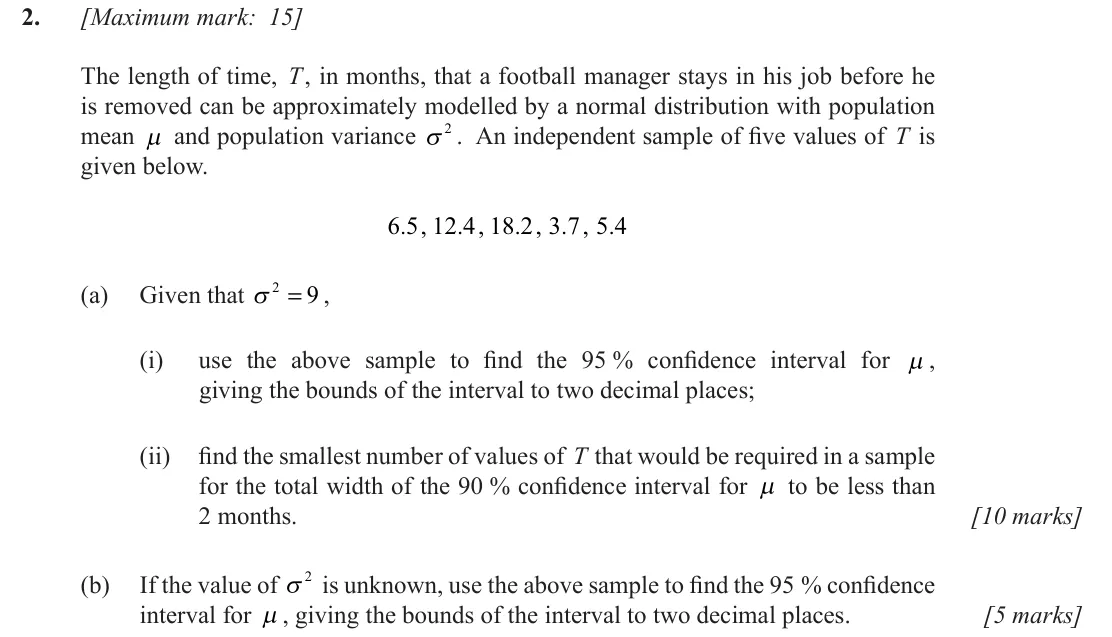 2. [Maximum mark: 15]
The length of time, T, in months, that a football manager stays in his job before he
is removed can be approximately modelled by a normal distribution with population
mean μ and population variance σ². An independent sample of five values of T is
given below.
6.5, 12.4, 18.2, 3.7, 5.4
(a) Given that σ² = 9,
(i) use the above sample to find the 95 % confidence interval for μ,
giving the bounds of the interval to two decimal places;
(ii) find the smallest number of values of T that would be required in a sample
for the total width of the 90 % confidence interval for μ to be less than
2 months. [10 marks]
(b) If the value of σ² is unknown, use the above sample to find the 95 % confidence
interval for μ, giving the bounds of the interval to two decimal places. [5 marks]